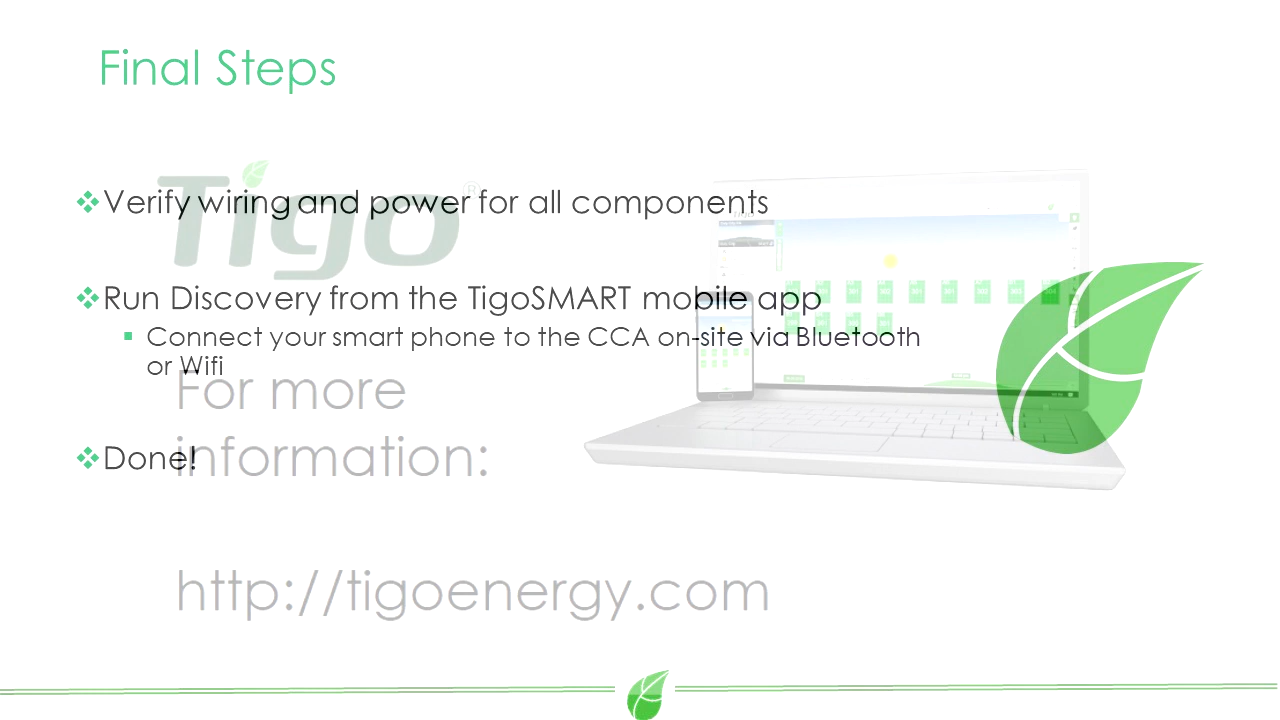 Final Steps
Tigo®
❖Verify wiring and power for all components
❖Run Discovery from the TigoSMART mobile app
▪ Connect your smart phone to the CCA on-site via Bluetooth
or Wifi
For more
information:
❖Done!
http://tigoenergy.com